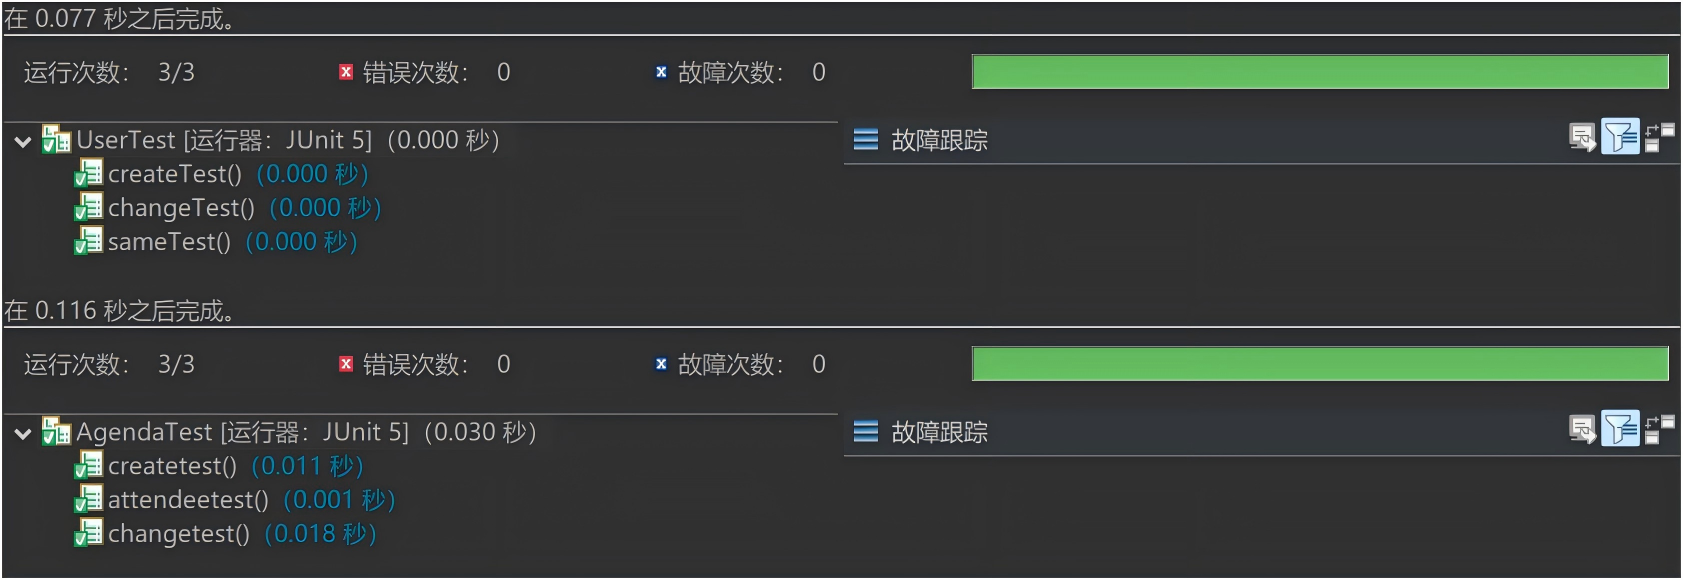 在 0.077 秒之后完成。
运行次数： 3/3 错误次数： 0 故障次数： 0
UserTest [运行器：JUnit 5]（0.000 秒） 故障跟踪
createTest()（0.000 秒）
changeTest()（0.000 秒）
sameTest()（0.000 秒）
在 0.116 秒之后完成。
运行次数： 3/3 错误次数： 0 故障次数： 0
AgendaTest [运行器：JUnit 5]（0.030 秒） 故障跟踪
createtest()（0.011 秒）
attendeetest()（0.001 秒）
changetest()（0.018 秒）